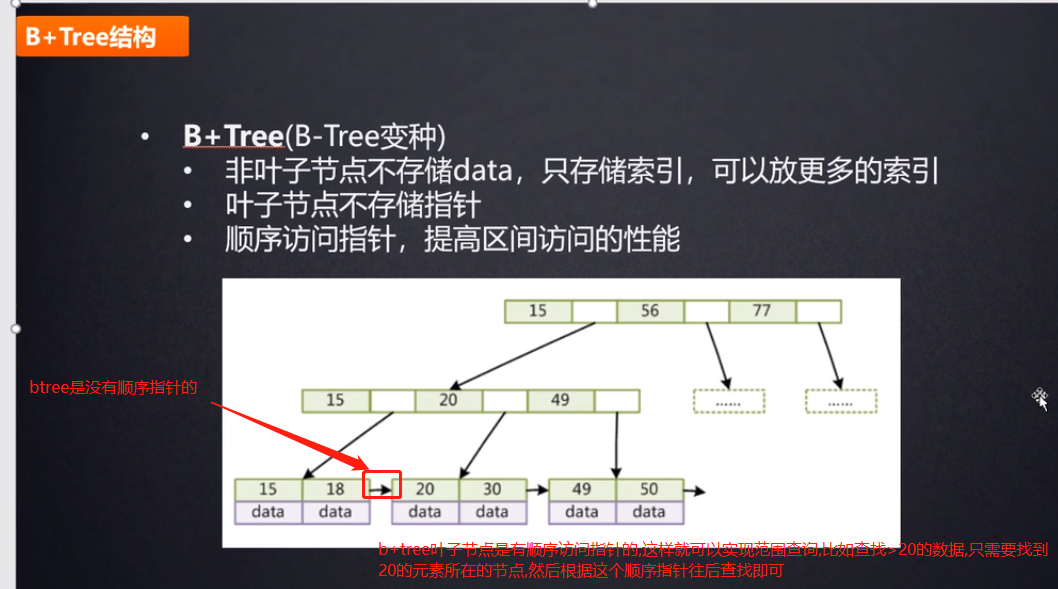 B+Tree结构
• B+Tree(B-Tree变种)
• 非叶子节点不存储data，只存储索引，可以放更多的索引
• 叶子节点不存储指针
• 顺序访问指针，提高区间访问的性能
15 56 77
btree是没有顺序指针的
15 20 49 ...... ......
15 18 20 30 49 50
data data data data data data
b+tree叶子节点是有顺序访问指针的,这样就可以实现范围查询,比如查找>20的数据,只需要找到
20的元素所在的节点,然后根据这个顺序指针往后查找即可